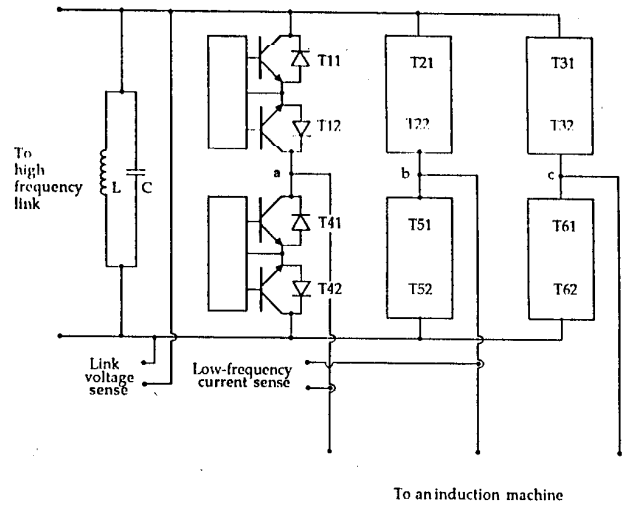 T11
T21
T31
T12
T22
T32
To
high
frequency
link
L
C
a
b
c
T41
T51
T61
T42
T52
T62
Link
voltage
sense
Low-frequency
current sense
To an induction machine